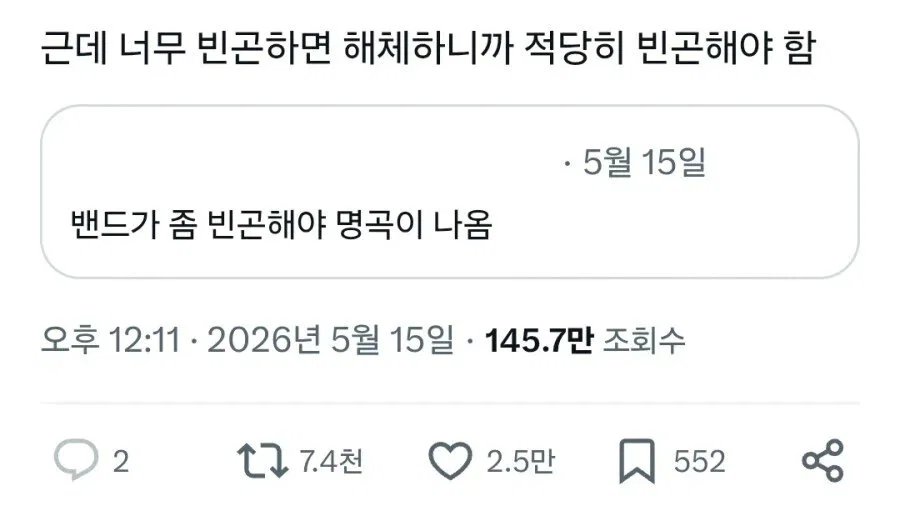 근데 너무 빈곤하면 해체하니까 적당히 빈곤해야 함
· 5월 15일
밴드가 좀 빈곤해야 명곡이 나옴
오후 12:11 · 2026년 5월 15일 · 145.7만 조회수
2 7.4천 2.5만 552